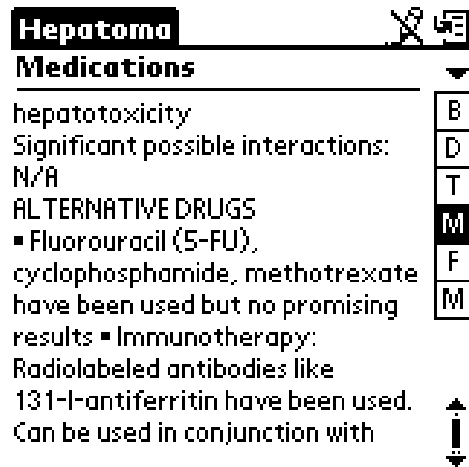 Hepatoma
Medications
hepatotoxicity
Significant possible interactions:
N/A
ALTERNATIVE DRUGS
▪ Fluorouracil (5-FU),
cyclophosphamide, methotrexate
have been used but no promising
results ▪ Immunotherapy:
Radiolabeled antibodies like
131-I-antiferritin have been used.
Can be used in conjunction with
B
D
T
M
F
M